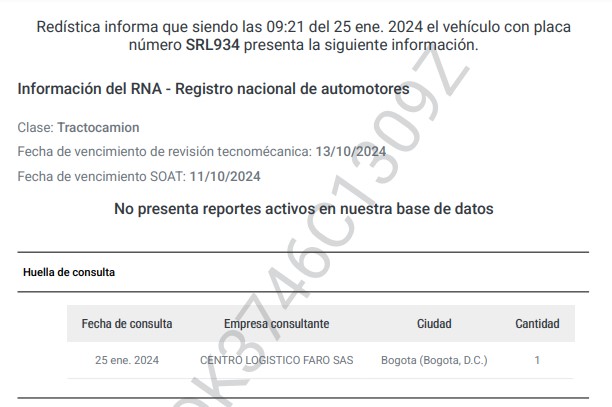 Redística informa que siendo las 09:21 del 25 ene. 2024 el vehículo con placa
número SRL934 presenta la siguiente información.
Información del RNA - Registro nacional de automotores
Clase: Tractocamion
Fecha de vencimiento de revisión tecnomécanica: 13/10/2024
Fecha de vencimiento SOAT: 11/10/2024
No presenta reportes activos en nuestra base de datos
Huella de consulta
Fecha de consulta Empresa consultante Ciudad Cantidad
25 ene. 2024 CENTRO LOGISTICO FARO SAS Bogota (Bogota, D.C.) 1